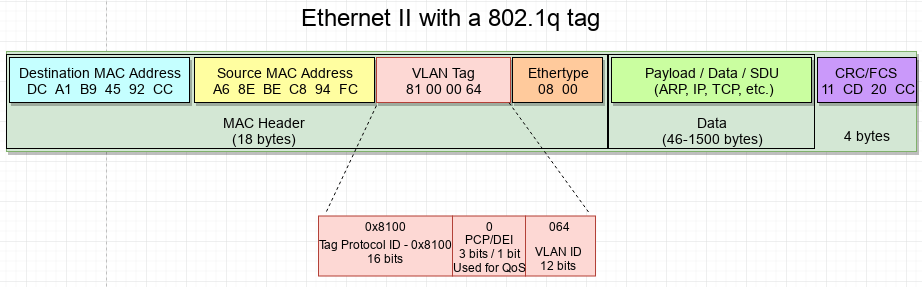 Ethernet II with a 802.1q tag
Destination MAC Address
DC A1 B9 45 92 CC
Source MAC Address
A6 8E BE C8 94 FC
VLAN Tag
81 00 00 64
Ethertype
08 00
Payload / Data / SDU
(ARP, IP, TCP, etc.)
CRC/FCS
11 CD 20 CC
MAC Header
(18 bytes)
Data
(46-1500 bytes)
4 bytes
0x8100
Tag Protocol ID - 0x8100
16 bits
0
PCP/DEI
3 bits / 1 bit
Used for QoS
064
VLAN ID
12 bits